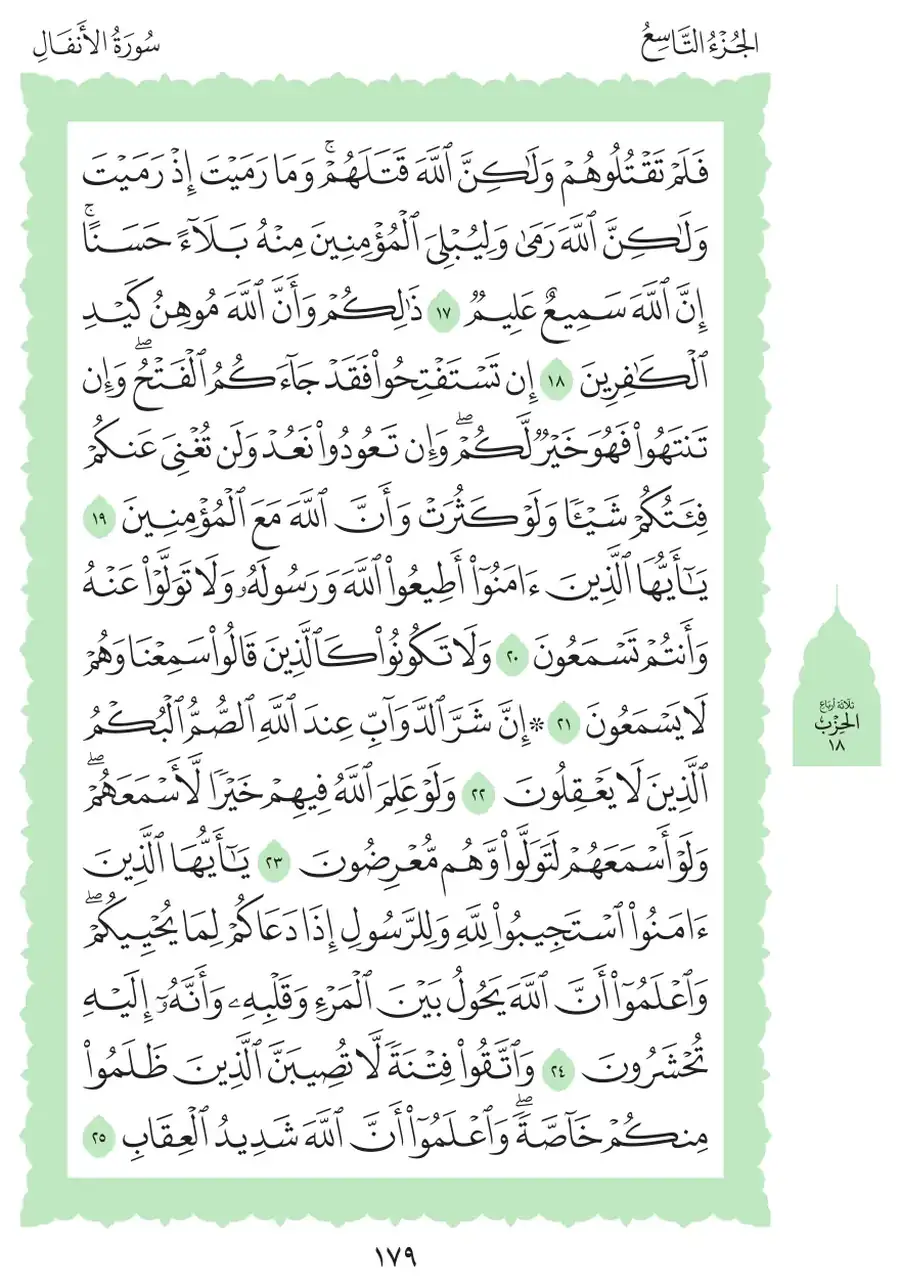 الجُزْءُ التَّاسِعُ
سُورَةُ الأَنفَالِ
فَلَمْ تَقْتُلُوهُمْ وَلَٰكِنَّ ٱللَّهَ قَتَلَهُمْۚ وَمَا رَمَيْتَ إِذْ رَمَيْتَ
وَلَٰكِنَّ ٱللَّهَ رَمَىٰ وَلِيُبْلِيَ ٱلْمُؤْمِنِينَ مِنْهُ بَلَآءً حَسَنًاۚ
إِنَّ ٱللَّهَ سَمِيعٌ عَلِيمٌ ١٧ ذَٰلِكُمْ وَأَنَّ ٱللَّهَ مُوهِنُ كَيْدِ
ٱلْكَٰفِرِينَ ١٨ إِن تَسْتَفْتِحُوا۟ فَقَدْ جَآءَكُمُ ٱلْفَتْحُۖ وَإِن
تَنتَهُوا۟ فَهُوَ خَيْرٌ لَّكُمْۖ وَإِن تَعُودُوا۟ نَعُدْ وَلَن تُغْنِيَ عَنكُمْ
فِئَتُكُمْ شَيْـًٔا وَلَوْ كَثُرَتْ وَأَنَّ ٱللَّهَ مَعَ ٱلْمُؤْمِنِينَ ١٩
يَٰٓأَيُّهَا ٱلَّذِينَ ءَامَنُوٓا۟ أَطِيعُوا۟ ٱللَّهَ وَرَسُولَهُۥ وَلَا تَوَلَّوْا۟ عَنْهُ
وَأَنتُمْ تَسْمَعُونَ ٢٠ وَلَا تَكُونُوا۟ كَٱلَّذِينَ قَالُوا۟ سَمِعْنَا وَهُمْ
لَا يَسْمَعُونَ ٢١ * إِنَّ شَرَّ ٱلدَّوَآبِّ عِندَ ٱللَّهِ ٱلصُّمُّ ٱلْبُكْمُ
ٱلَّذِينَ لَا يَعْقِلُونَ ٢٢ وَلَوْ عَلِمَ ٱللَّهُ فِيهِمْ خَيْرًا لَّأَسْمَعَهُمْۖ
وَلَوْ أَسْمَعَهُمْ لَتَوَلَّوا۟ وَّهُم مُّعْرِضُونَ ٢٣ يَٰٓأَيُّهَا ٱلَّذِينَ
ءَامَنُوا۟ ٱسْتَجِيبُوا۟ لِلَّهِ وَلِلرَّسُولِ إِذَا دَعَاكُمْ لِمَا يُحْيِيكُمْۖ
وَٱعْلَمُوٓا۟ أَنَّ ٱللَّهَ يَحُولُ بَيْنَ ٱلْمَرْءِ وَقَلْبِهِۦ وَأَنَّهُۥٓ إِلَيْهِ
تُحْشَرُونَ ٢٤ وَٱتَّقُوا۟ فِتْنَةً لَّا تُصِيبَنَّ ٱلَّذِينَ ظَلَمُوا۟
مِنكُمْ خَآصَّةًۖ وَٱعْلَمُوٓا۟ أَنَّ ٱللَّهَ شَدِيدُ ٱلْعِقَابِ ٢٥
ثلاثة أرباع
الحِزْب
١٨
١٧٩